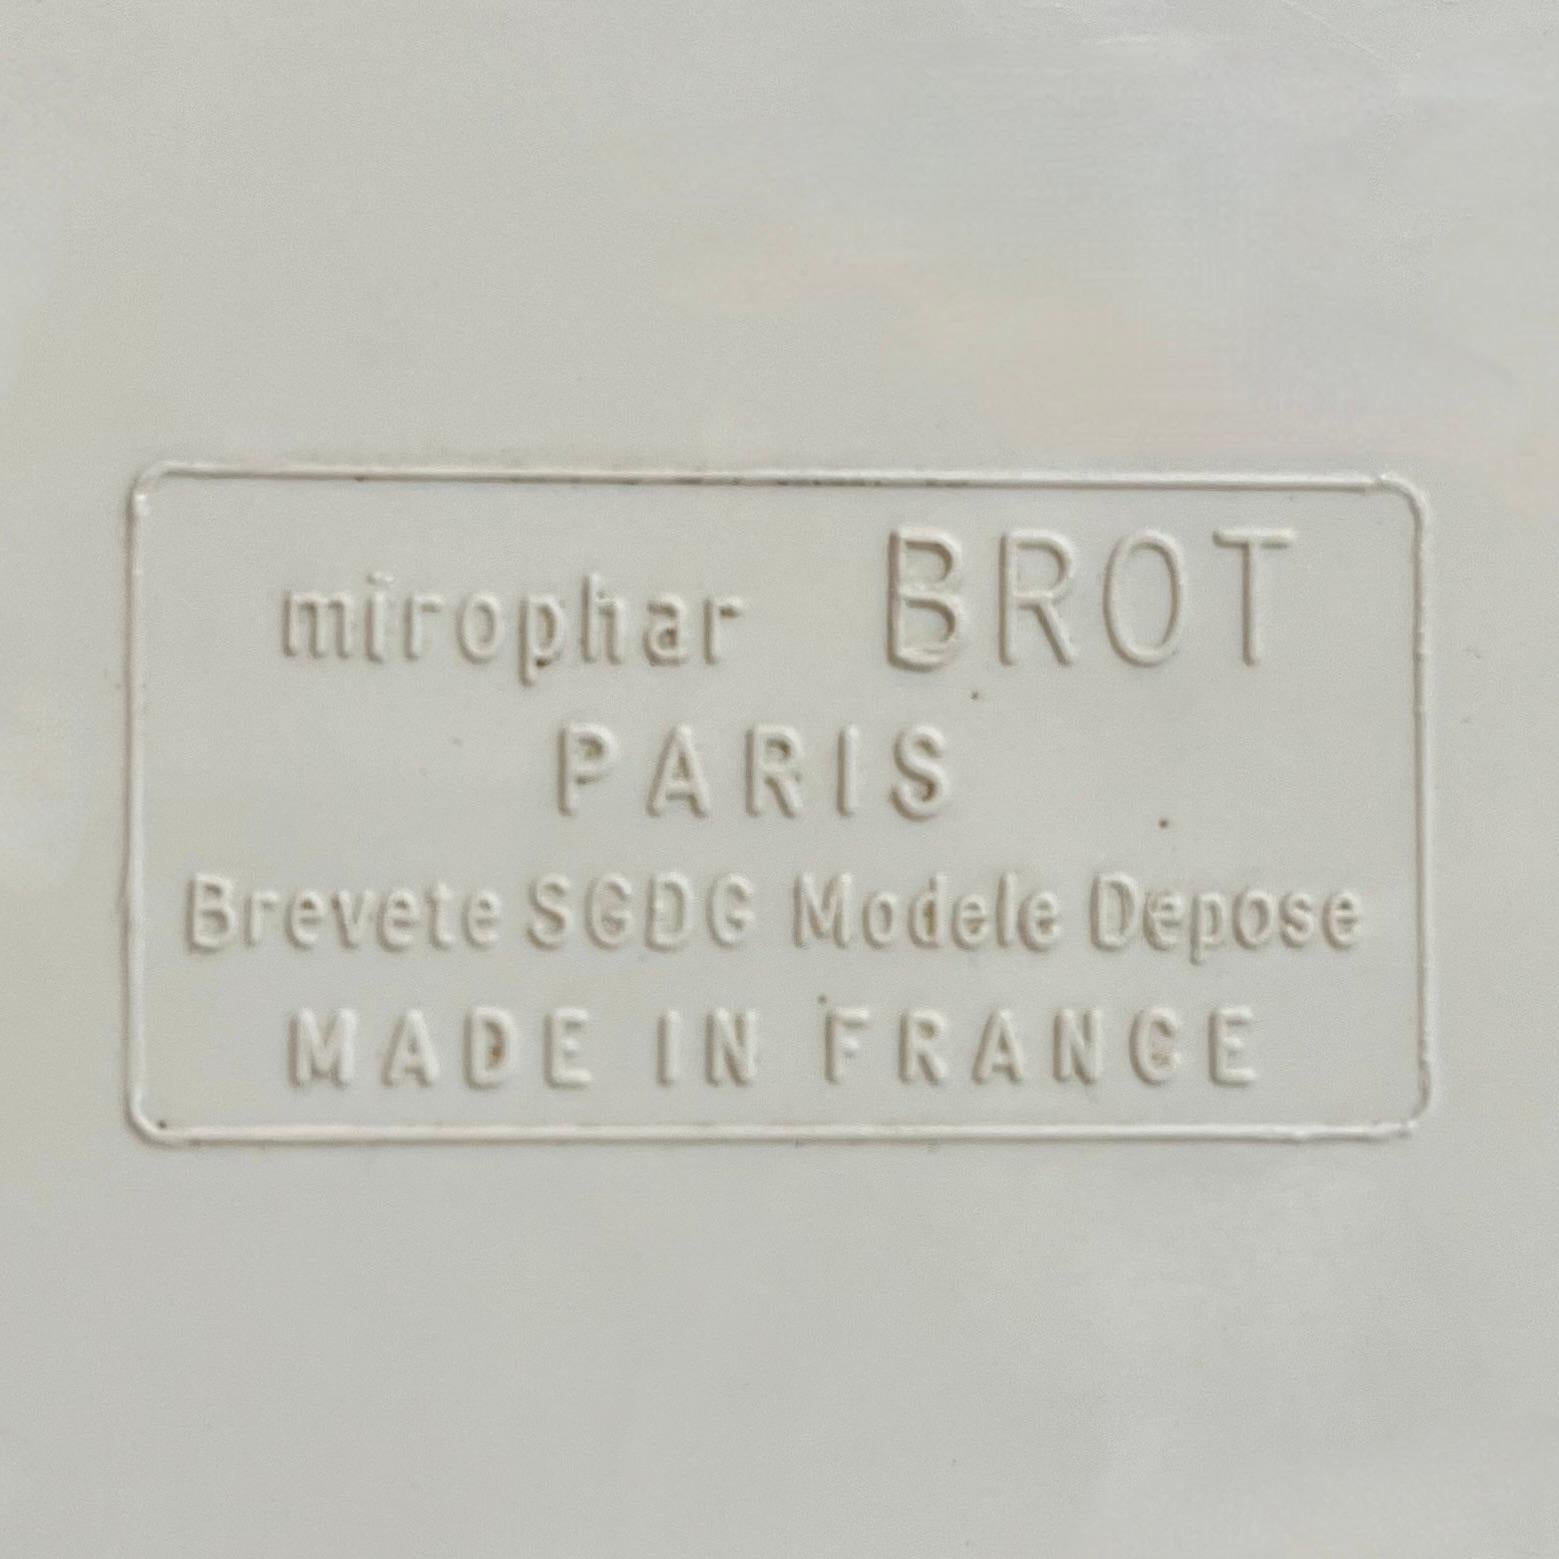 mirophar BROT
PARIS
Brevete SGDG Modele Depose
MADE IN FRANCE